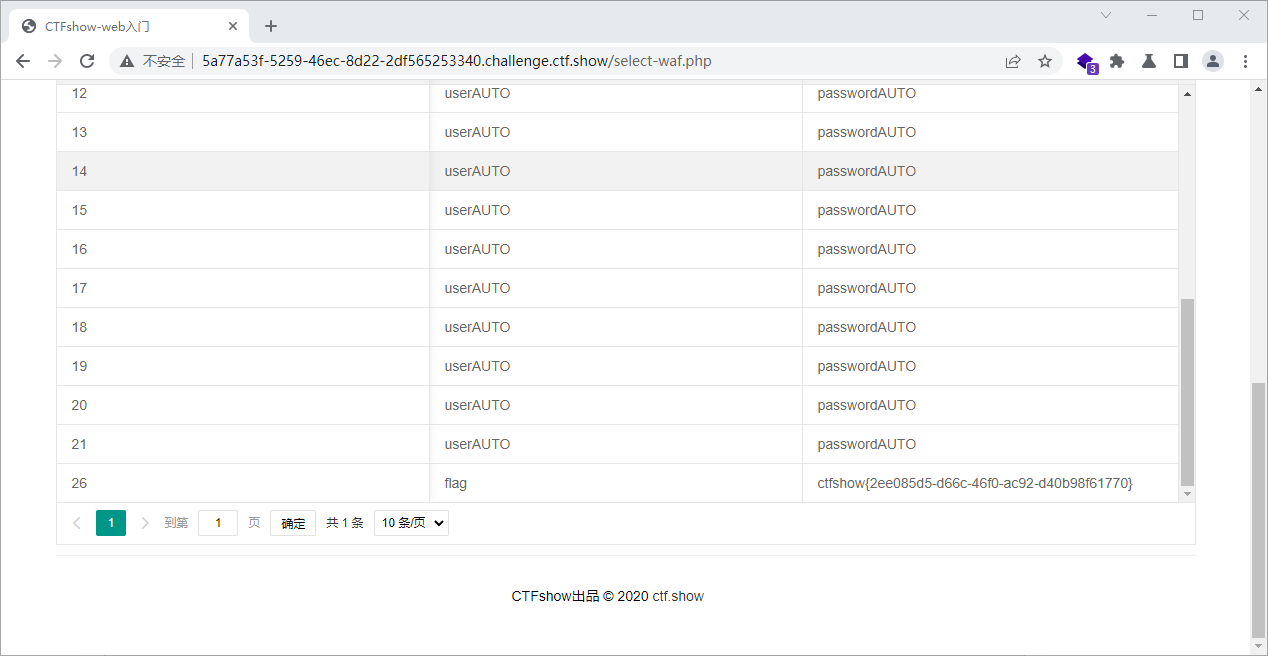 CTFshow-web入门
不安全 5a77a53f-5259-46ec-8d22-2df565253340.challenge.ctf.show/select-waf.php 3
12 userAUTO passwordAUTO
13 userAUTO passwordAUTO
14 userAUTO passwordAUTO
15 userAUTO passwordAUTO
16 userAUTO passwordAUTO
17 userAUTO passwordAUTO
18 userAUTO passwordAUTO
19 userAUTO passwordAUTO
20 userAUTO passwordAUTO
21 userAUTO passwordAUTO
26 flag ctfshow{2ee085d5-d66c-46f0-ac92-d40b98f61770}
1 到第 1 页 确定 共 1 条 10 条/页
CTFshow出品 © 2020 ctf.show